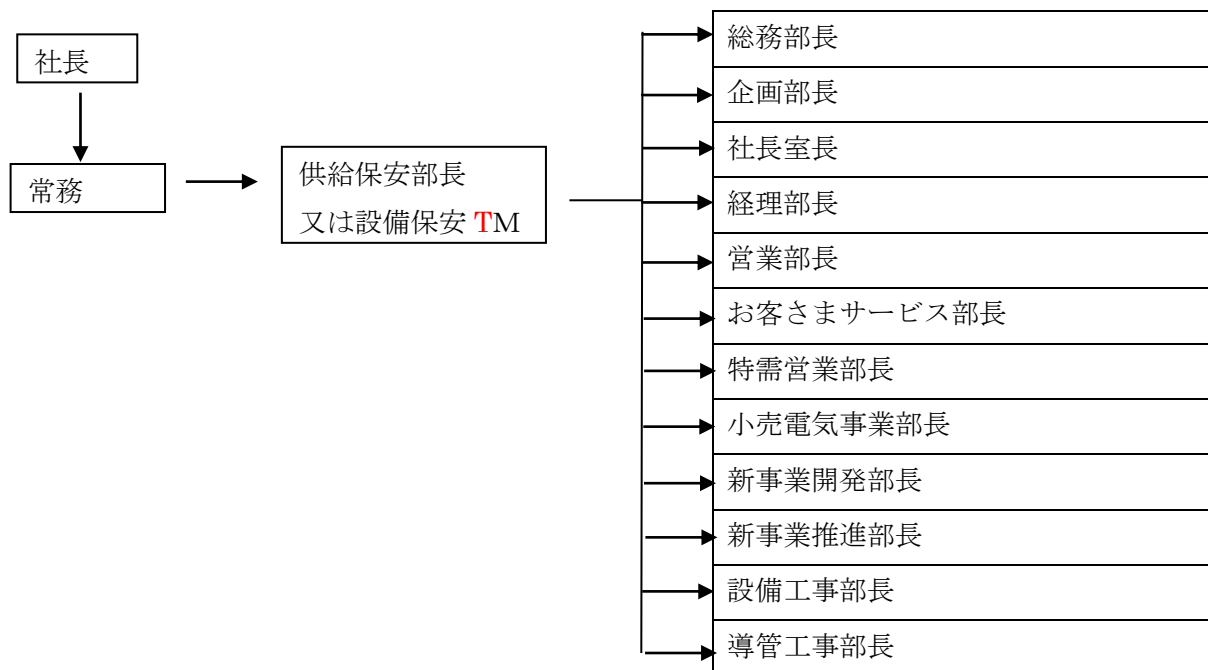 社長
常務
供給保安部長
又は設備保安 TM
総務部長
企画部長
社長室長
経理部長
営業部長
お客さまサービス部長
特需営業部長
小売電気事業部長
新事業開発部長
新事業推進部長
設備工事部長
導管工事部長